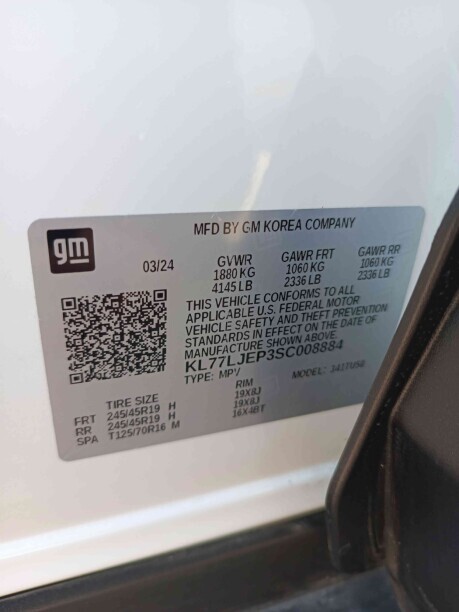 gm
MFD BY GM KOREA COMPANY
03/24 GVWR GAWR FRT GAWR RR
1880 KG 1060 KG 1060 KG
4145 LB 2336 LB 2336 LB
THIS VEHICLE CONFORMS TO ALL
APPLICABLE U.S. FEDERAL MOTOR
VEHICLE SAFETY AND THEFT PREVENTION
STANDARDS IN EFFECT ON THE DATE OF
KL77LJEP3SC008884
TYPE: MPV MODEL:
TIRE SIZE RIM
FRT 245/45R19 H 19X8J
RR 245/45R19 H 19X8J
SPA T125/70R16 M 16X4BT